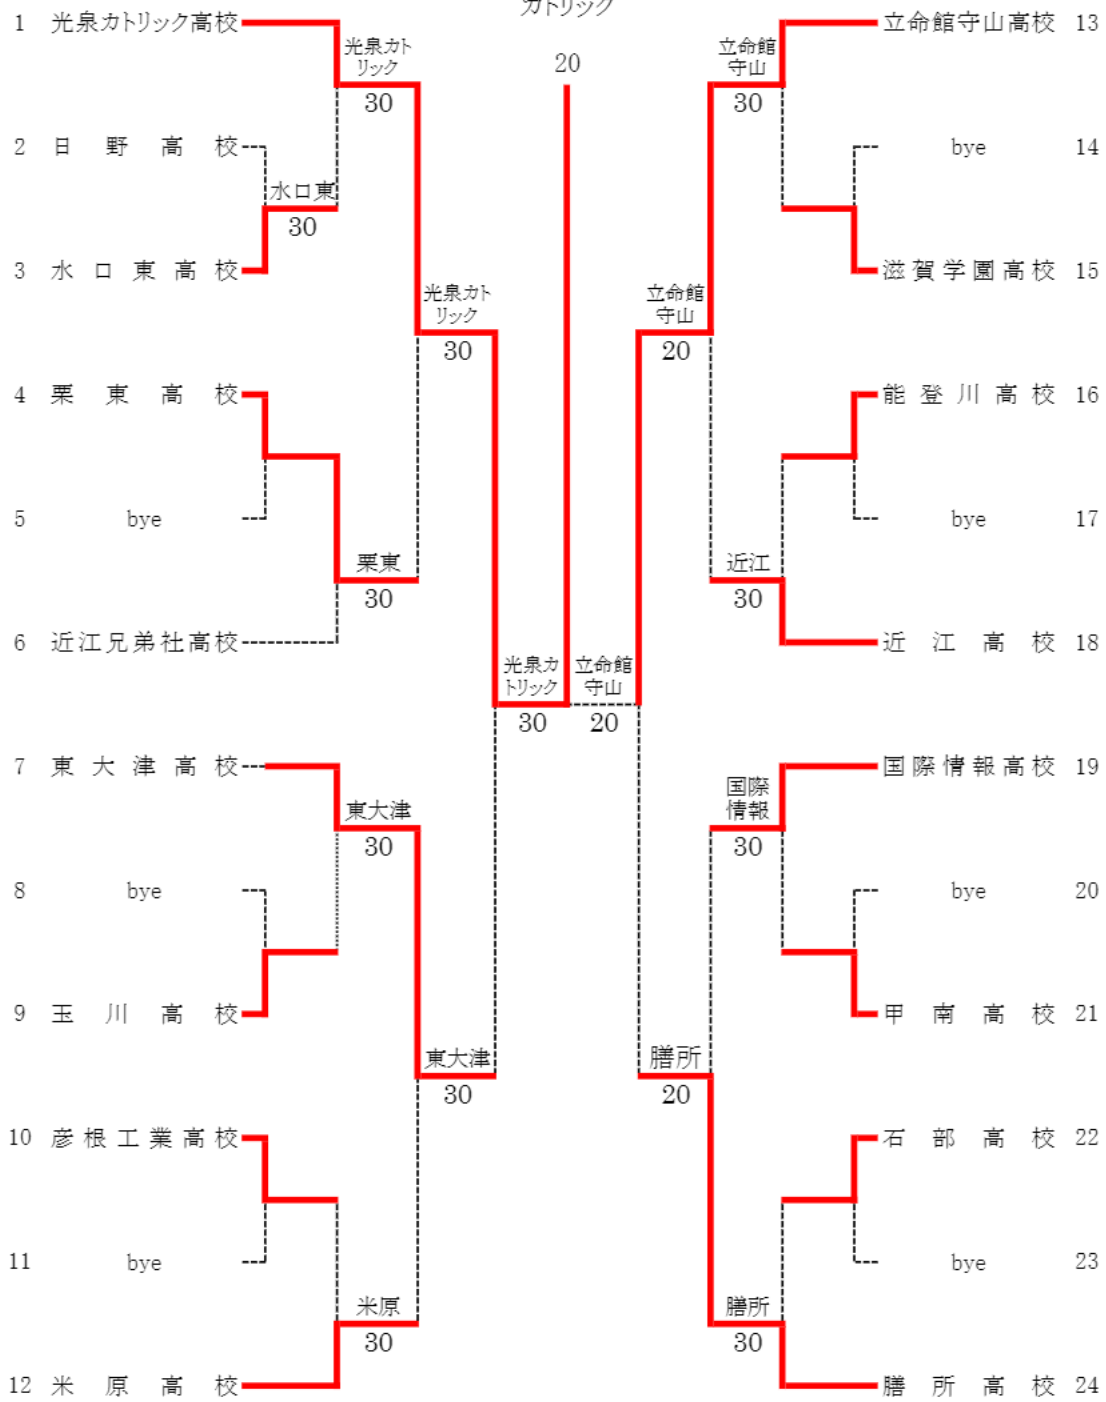 カトリック
20
1 光泉カトリック高校
光泉カト
リック
30
2 日野高校
水口東
30
3 水口東高校
光泉カト
リック
30
4 栗東高校
5 bye
栗東
30
6 近江兄弟社高校
光泉カ
トリック
30
7 東大津高校
東大津
30
8 bye
9 玉川高校
東大津
30
10 彦根工業高校
11 bye
米原
30
12 米原高校
立命館守山高校 13
立命館
守山
30
bye 14
滋賀学園高校 15
立命館
守山
20
能登川高校 16
bye 17
近江
30
近江高校 18
立命館
守山
20
国際情報高校 19
国際
情報
30
bye 20
甲南高校 21
膳所
20
石部高校 22
bye 23
膳所
30
膳所高校 24